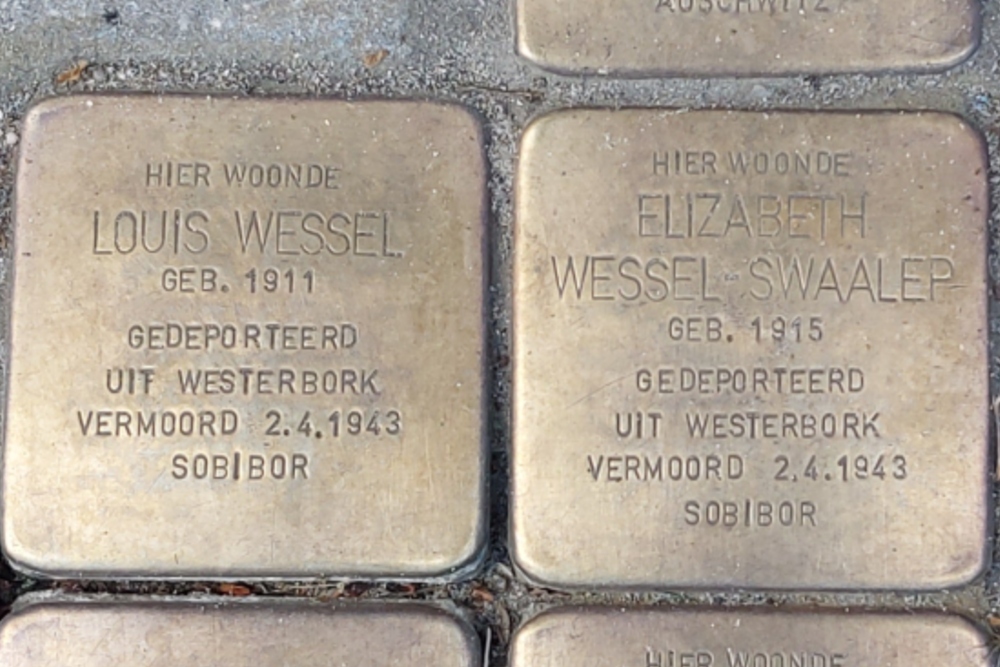 AUSCHWITZ
HIER WOONDE
LOUIS WESSEL
GEB. 1911
GEDEPORTEERD
UIT WESTERBORK
VERMOORD 2.4.1943
SOBIBOR
HIER WOONDE
ELIZABETH
WESSEL-SWAALEP
GEB. 1915
GEDEPORTEERD
UIT WESTERBORK
VERMOORD 2.4.1943
SOBIBOR
HIER WOONDE